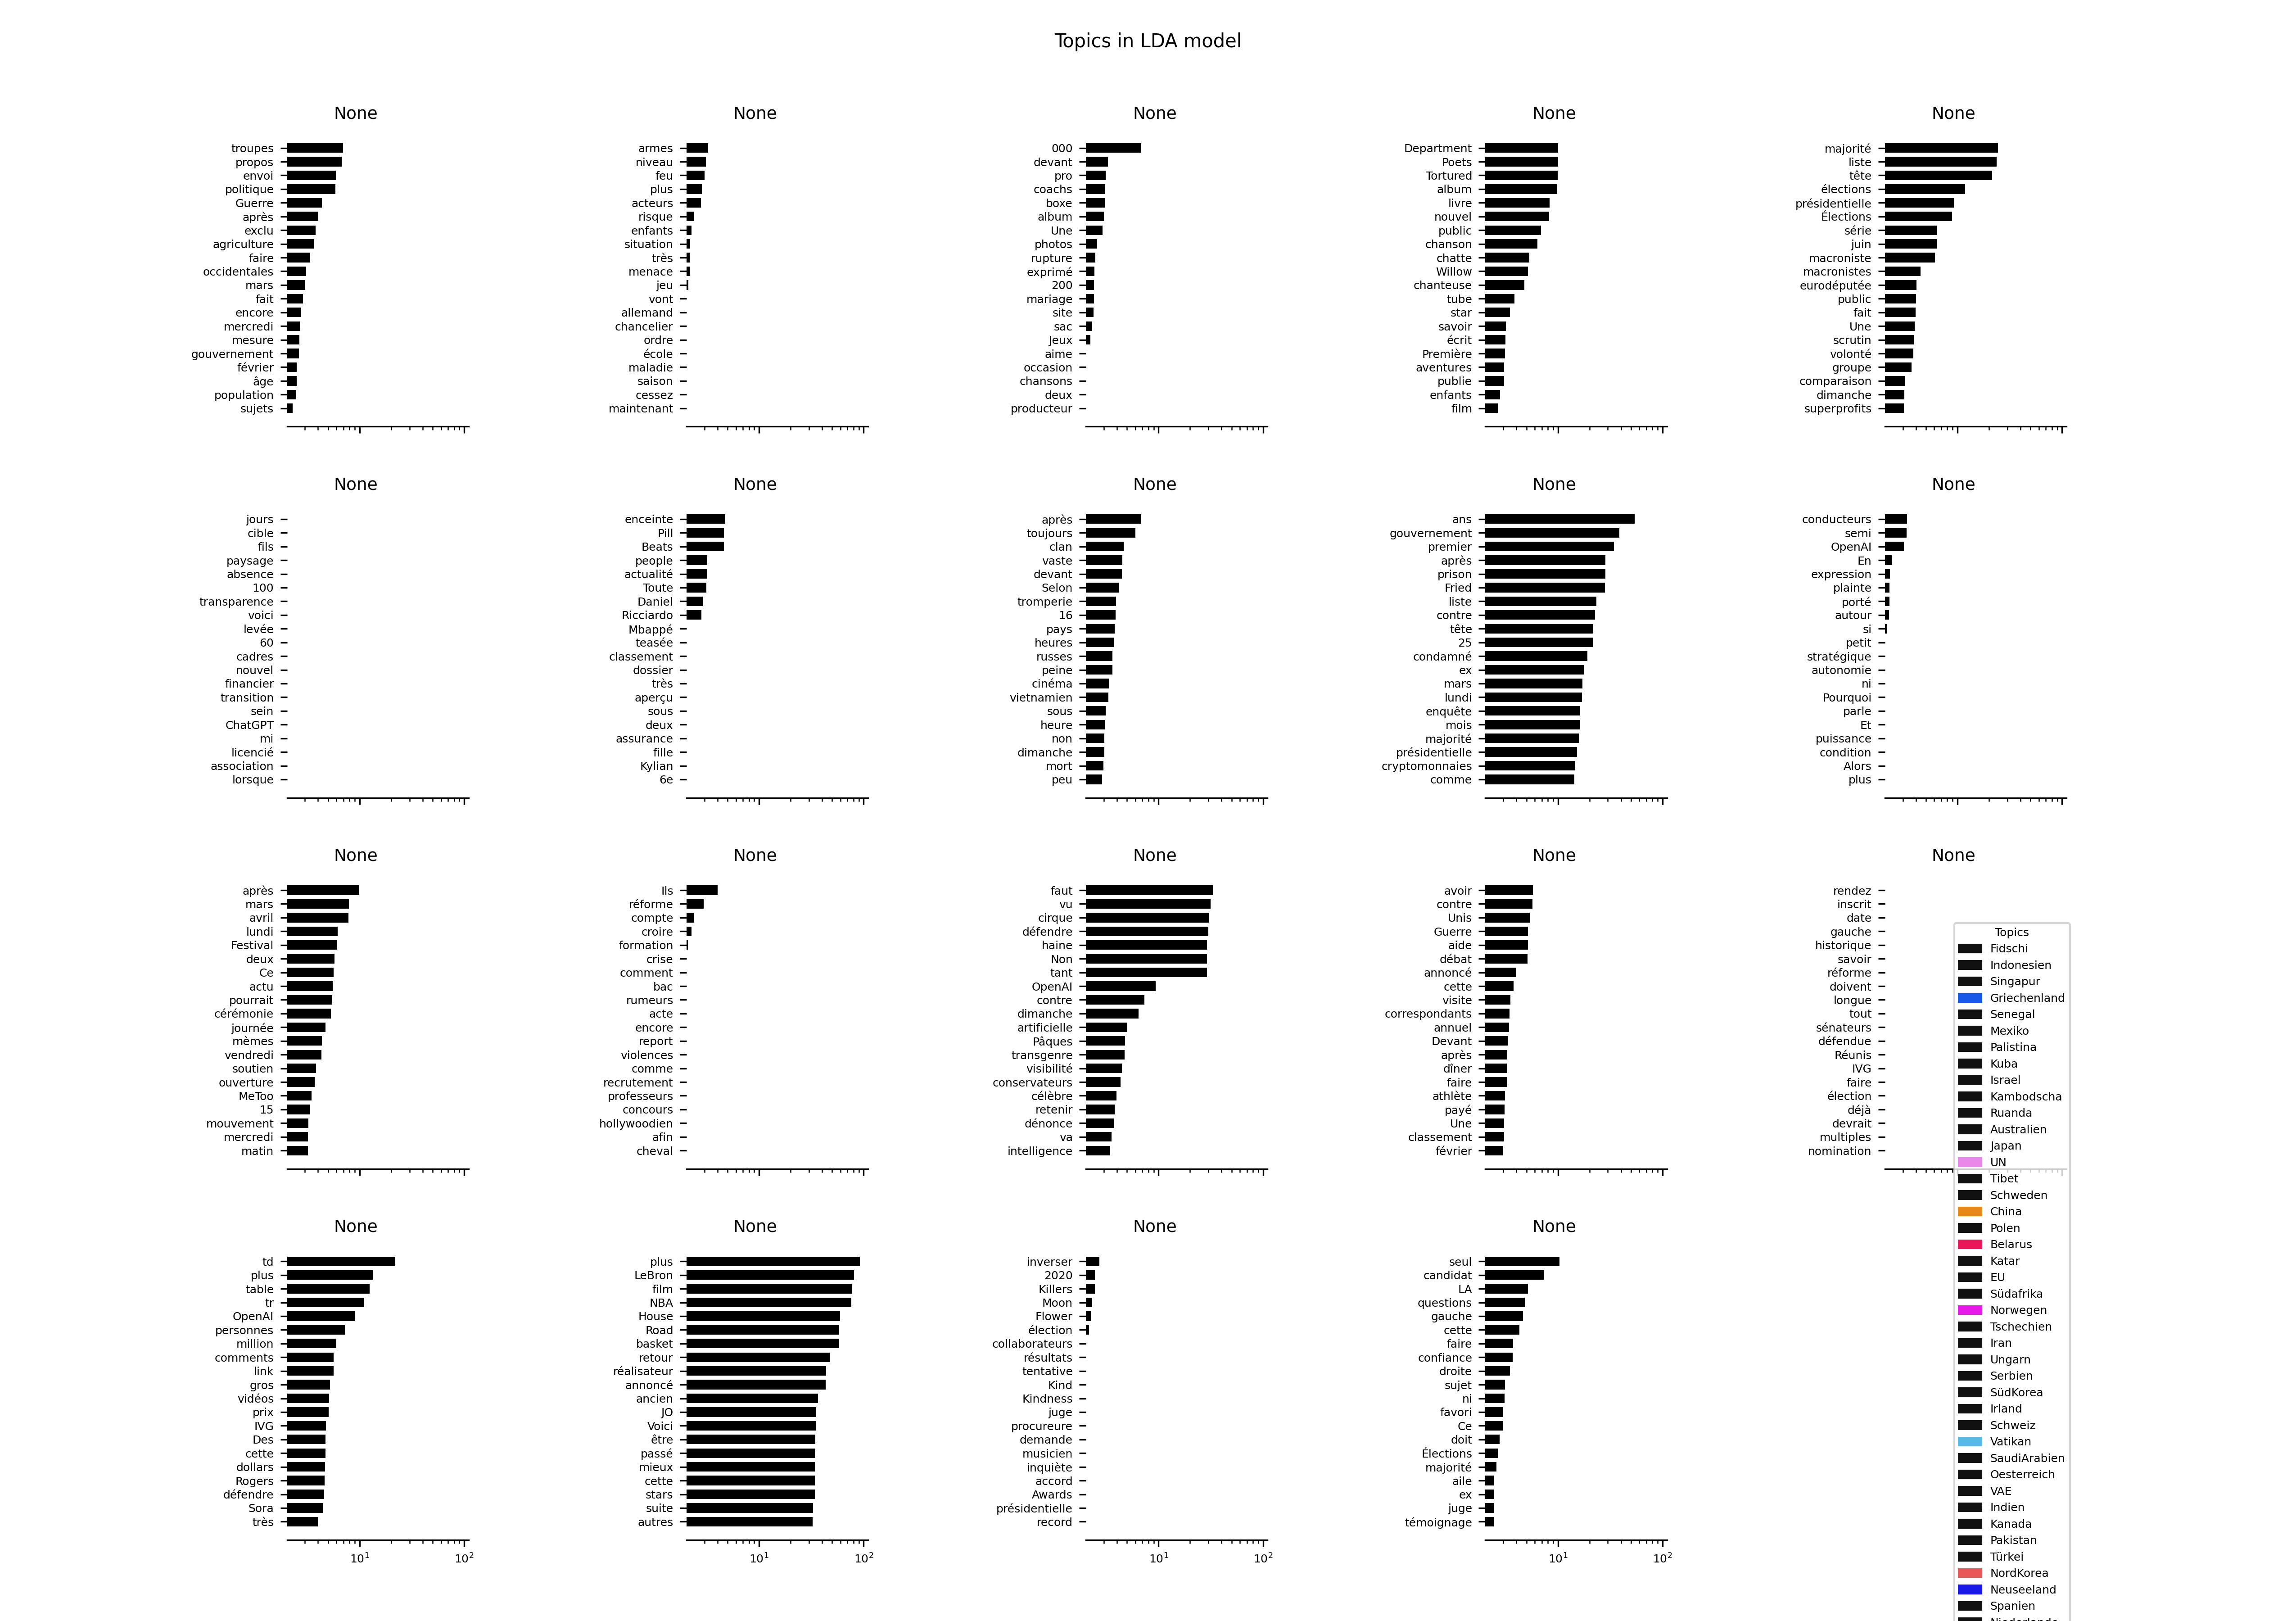 Topics in LDA model
None
troupes
propos
envoi
politique
Guerre
après
exclu
agriculture
faire
occidentales
mars
fait
encore
mercredi
mesure
gouvernement
février
âge
population
sujets
None
armes
niveau
feu
plus
acteurs
risque
enfants
situation
très
menace
jeu
vont
allemand
chancelier
ordre
école
maladie
saison
cessez
maintenant
None
000
devant
pro
coachs
boxe
album
Une
photos
rupture
exprimé
200
mariage
site
sac
Jeux
aime
occasion
chansons
deux
producteur
None
Department
Poets
Tortured
album
livre
nouvel
public
chanson
chatte
Willow
chanteuse
tube
star
savoir
écrit
Première
aventures
publie
enfants
film
None
majorité
liste
tête
élections
présidentielle
Élections
série
juin
macroniste
macronistes
eurodéputée
public
fait
Une
scrutin
volonté
groupe
comparaison
dimanche
superprofits
None
jours
cible
fils
paysage
absence
100
transparence
voici
levée
60
cadres
nouvel
financier
transition
sein
ChatGPT
mi
licencié
association
lorsque
None
enceinte
Pill
Beats
people
actualité
Toute
Daniel
Ricciardo
Mbappé
teasée
classement
dossier
très
aperçu
sous
deux
assurance
fille
Kylian
6e
None
après
toujours
clan
vaste
devant
Selon
tromperie
16
pays
heures
russes
peine
cinéma
vietnamien
sous
heure
non
dimanche
mort
peu
None
ans
gouvernement
premier
après
prison
Fried
liste
contre
tête
25
condamné
ex
mars
lundi
enquête
mois
majorité
présidentielle
cryptomonnaies
comme
None
conducteurs
semi
OpenAI
En
expression
plainte
porté
autour
si
petit
stratégique
autonomie
ni
Pourquoi
parle
Et
puissance
condition
Alors
plus
None
après
mars
avril
lundi
Festival
deux
Ce
actu
pourrait
cérémonie
journée
mèmes
vendredi
soutien
ouverture
MeToo
15
mouvement
mercredi
matin
None
Ils
réforme
compte
croire
formation
crise
comment
bac
rumeurs
acte
encore
report
violences
comme
recrutement
professeurs
concours
hollywoodien
afin
cheval
None
faut
vu
cirque
défendre
haine
Non
tant
OpenAI
contre
dimanche
artificielle
Pâques
transgenre
visibilité
conservateurs
célèbre
retenir
dénonce
va
intelligence
None
avoir
contre
Unis
Guerre
aide
débat
annoncé
cette
visite
correspondants
annuel
Devant
après
dîner
faire
athlète
payé
Une
classement
février
None
rendez
inscrit
date
gauche
historique
savoir
réforme
doivent
longue
tout
sénateurs
défendue
Réunis
IVG
faire
élection
déjà
devrait
multiples
nomination
None
td
plus
table
tr
OpenAI
personnes
million
comments
link
gros
vidéos
prix
IVG
Des
cette
dollars
Rogers
défendre
Sora
très
10¹ 10²
None
plus
LeBron
film
NBA
House
Road
basket
retour
réalisateur
annoncé
ancien
JO
Voici
être
passé
mieux
cette
stars
suite
autres
10¹ 10²
None
inverser
2020
Killers
Moon
Flower
élection
collaborateurs
résultats
tentative
Kind
Kindness
juge
procureure
demande
musicien
inquiète
accord
Awards
présidentielle
record
10¹ 10²
None
seul
candidat
LA
questions
gauche
cette
faire
confiance
droite
sujet
ni
favori
Ce
doit
Élections
majorité
aile
ex
juge
témoignage
10¹ 10²
Topics
Fidschi
Indonesien
Singapur
Griechenland
Senegal
Mexiko
Palistina
Kuba
Israel
Kambodscha
Ruanda
Australien
Japan
UN
Tibet
Schweden
China
Polen
Belarus
Katar
EU
Südafrika
Norwegen
Tschechien
Iran
Ungarn
Serbien
SüdKorea
Irland
Schweiz
Vatikan
SaudiArabien
Oesterreich
VAE
Indien
Kanada
Pakistan
Türkei
NordKorea
Neuseeland
Spanien